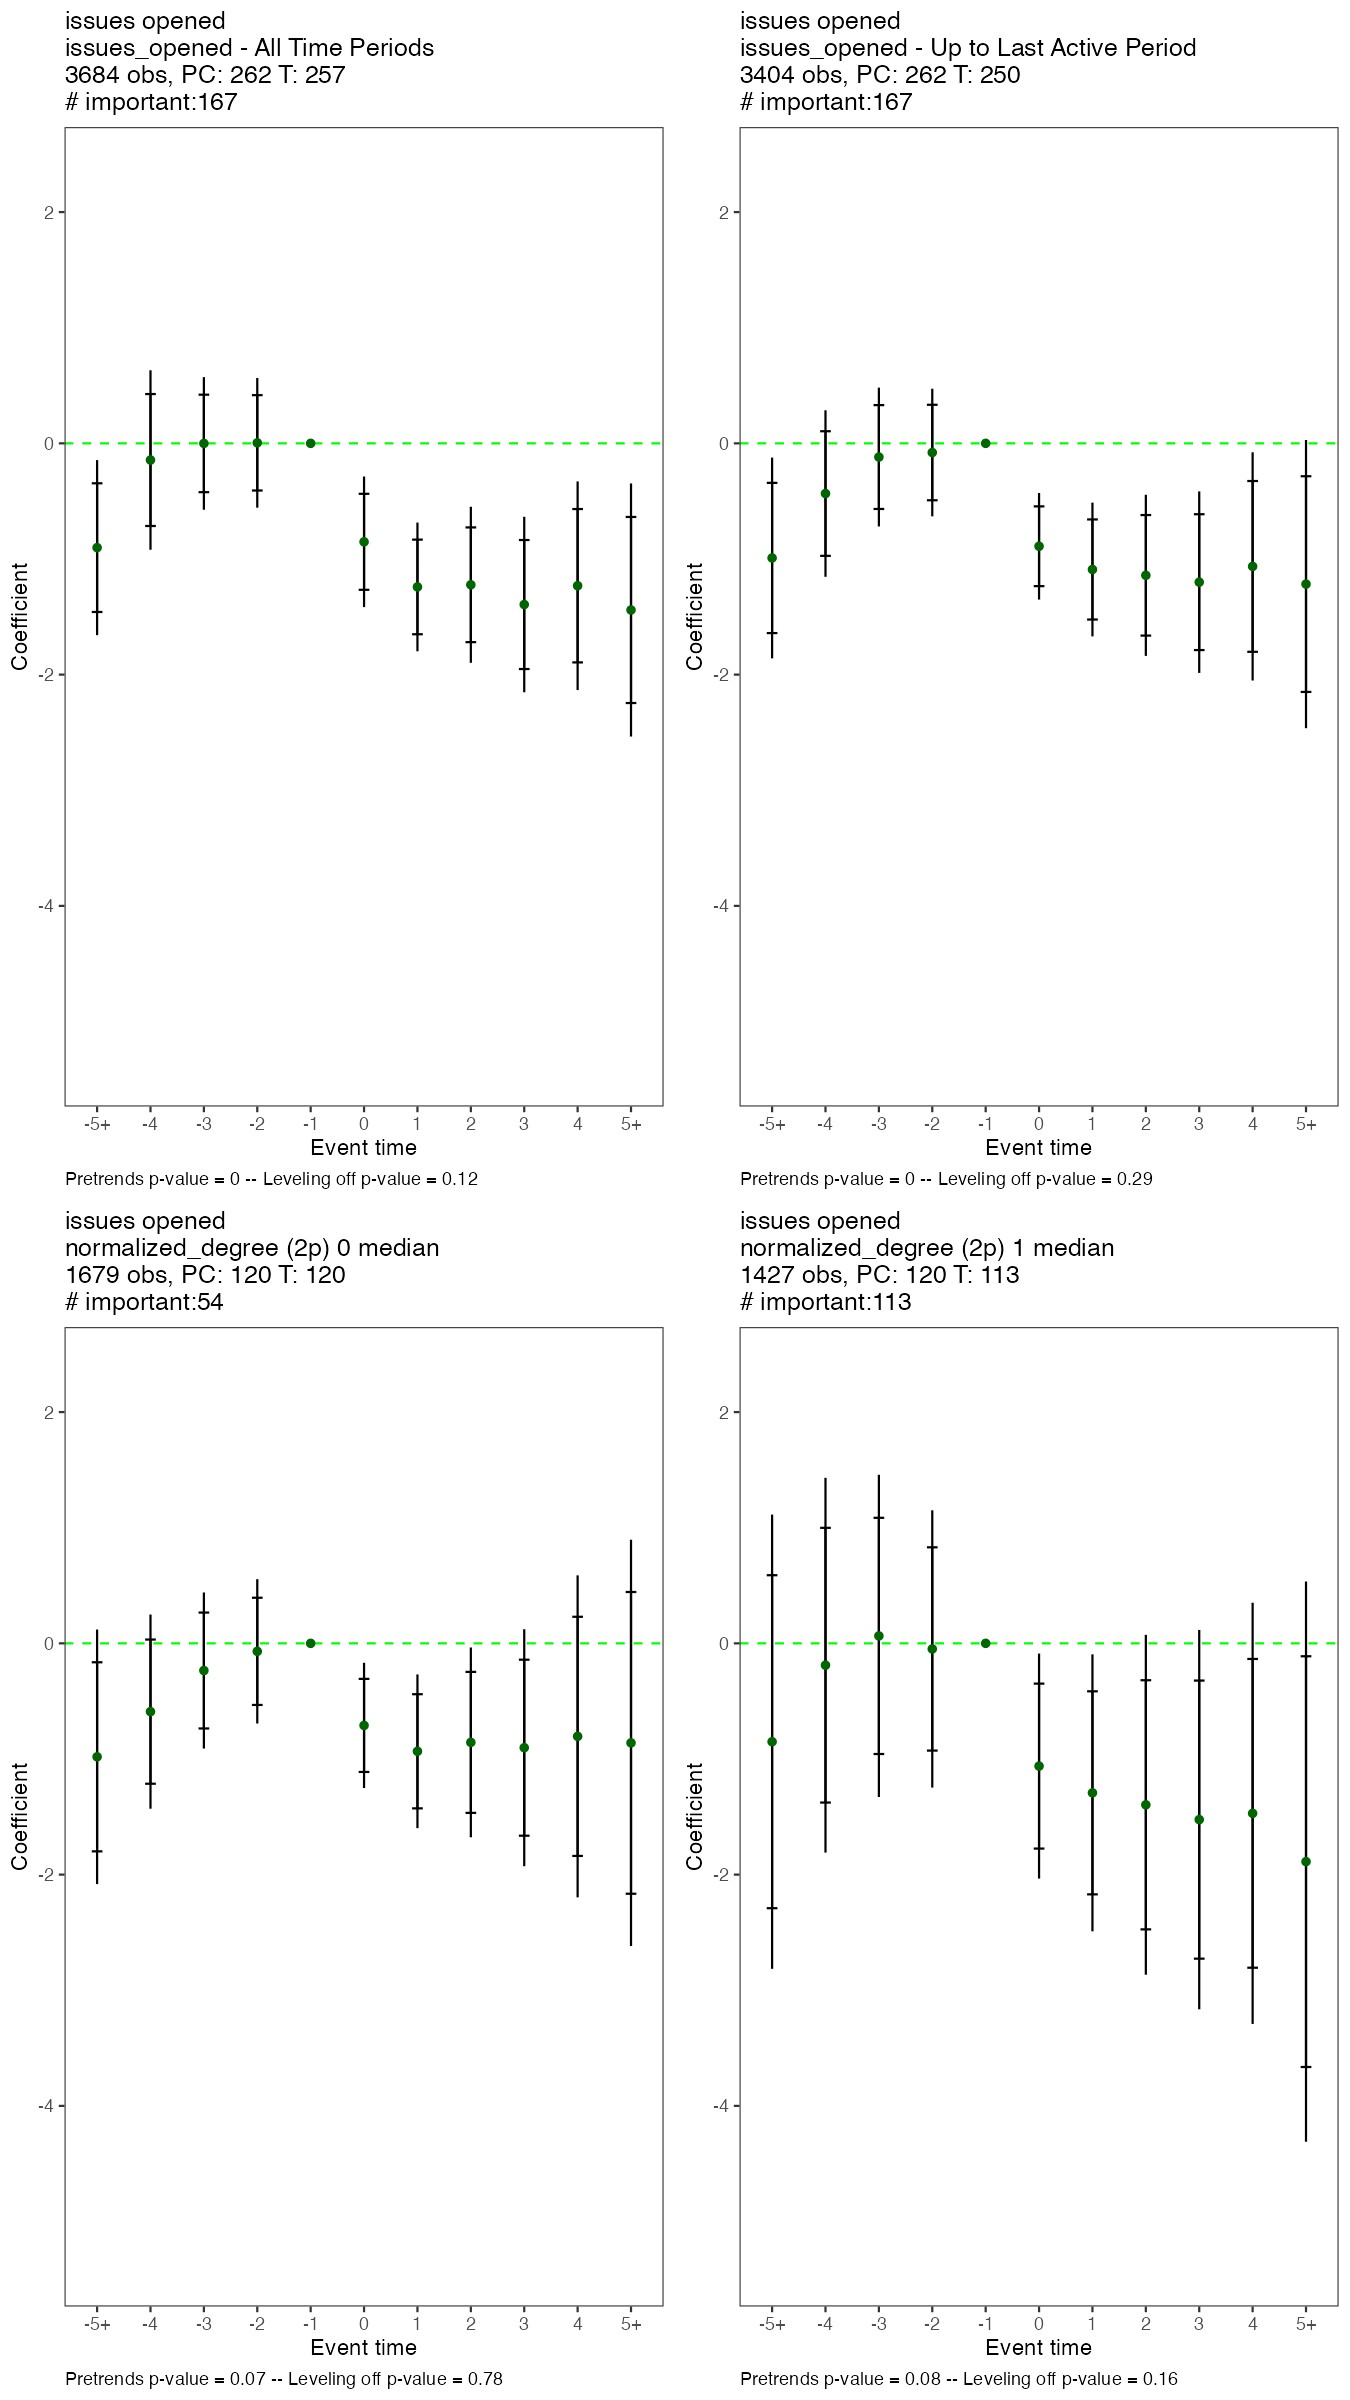 issues opened
issues_opened - All Time Periods
3684 obs, PC: 262 T: 257
# important:167
2
0
-2
-4
Coefficient
-5+ -4 -3 -2 -1 0 1 2 3 4 5+
Event time
Pretrends p-value = 0 -- Leveling off p-value = 0.12
issues opened
issues_opened - Up to Last Active Period
3404 obs, PC: 262 T: 250
# important:167
2
0
-2
-4
Coefficient
-5+ -4 -3 -2 -1 0 1 2 3 4 5+
Event time
Pretrends p-value = 0 -- Leveling off p-value = 0.29
issues opened
normalized_degree (2p) 0 median
1679 obs, PC: 120 T: 120
# important:54
2
0
-2
-4
Coefficient
-5+ -4 -3 -2 -1 0 1 2 3 4 5+
Event time
Pretrends p-value = 0.07 -- Leveling off p-value = 0.78
issues opened
normalized_degree (2p) 1 median
1427 obs, PC: 120 T: 113
# important:113
2
0
-2
-4
Coefficient
-5+ -4 -3 -2 -1 0 1 2 3 4 5+
Event time
Pretrends p-value = 0.08 -- Leveling off p-value = 0.16